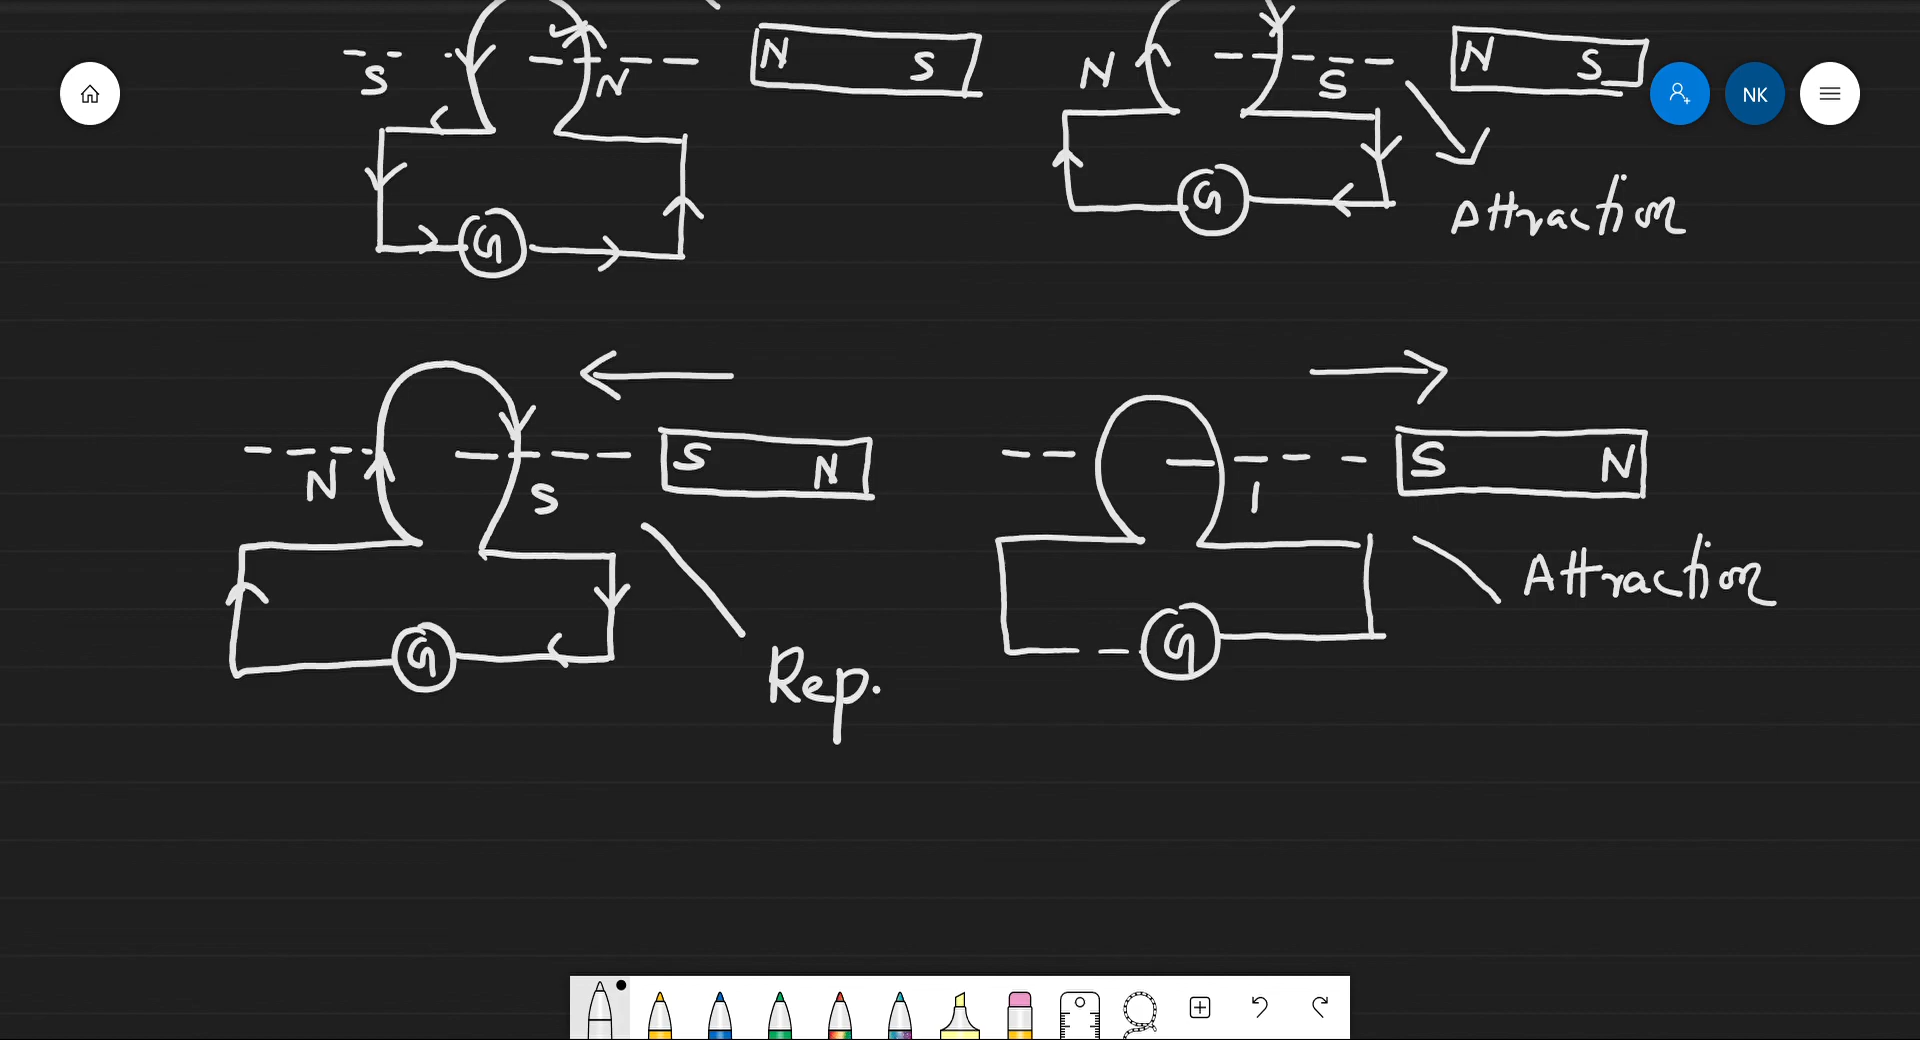 S N N S
N S N S
NK
G
G
Attraction
N S S N
S N
Attraction
G
G
Rep.